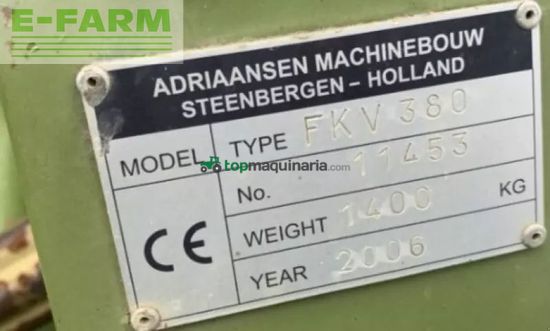 E-FARM
ADRIAANSEN MACHINEBOUW
STEENBERGEN – HOLLAND
MODEL TYPE FKV 380
topmaquinaria.com
No. 11453
CE WEIGHT 1400 KG
YEAR 2006